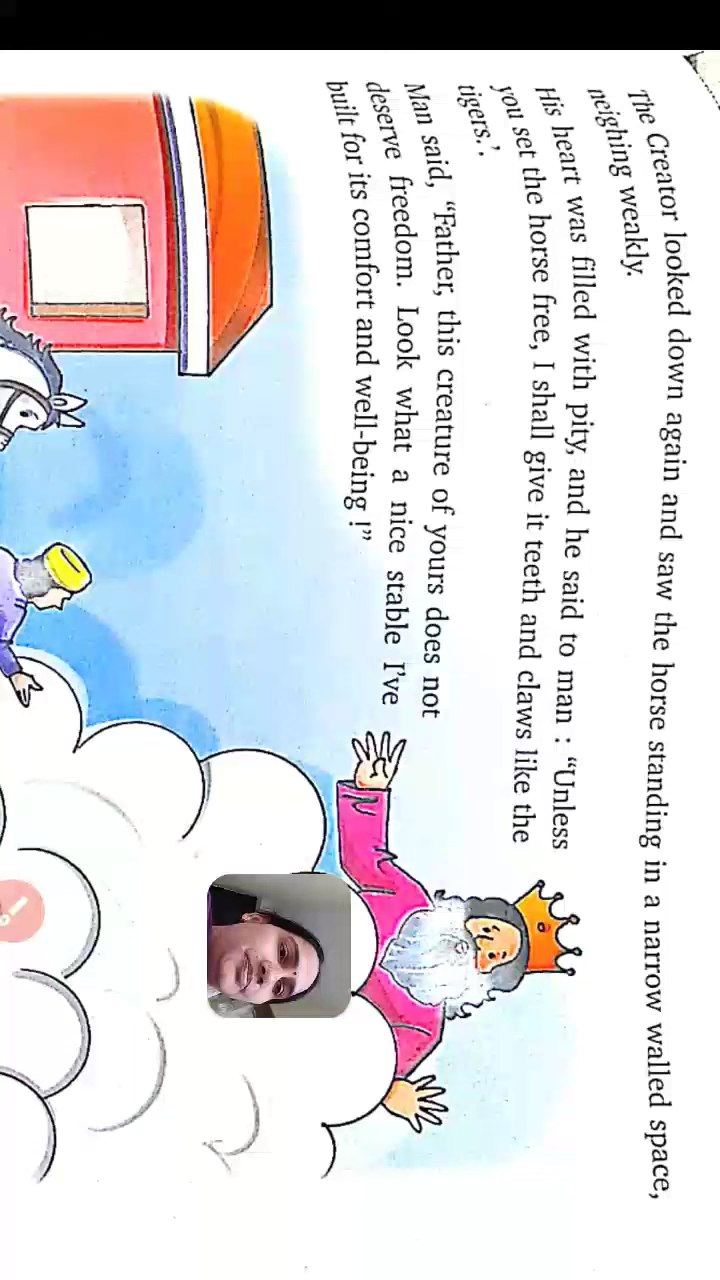 The Creator looked down again and saw the horse standing in a narrow walled space,
neighing weakly.
His heart was filled with pity, and he said to man : “Unless
you set the horse free, I shall give it teeth and claws like the
tigers.’.
Man said, “Father, this creature of yours does not
deserve freedom. Look what a nice stable I’ve
built for its comfort and well-being !”